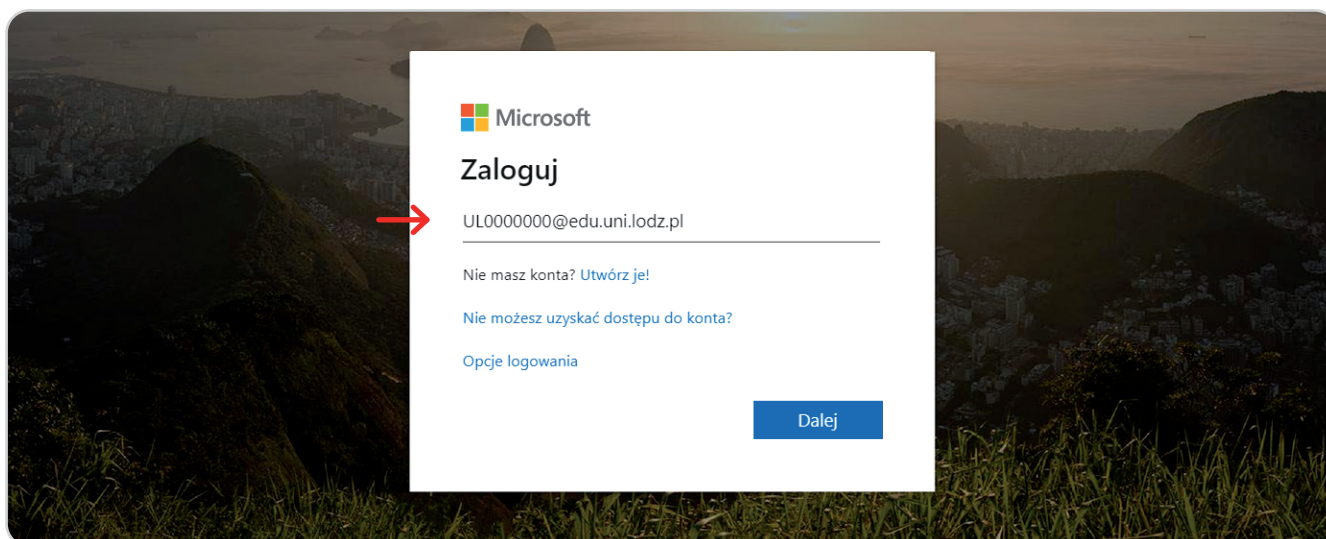 Microsoft
Zaloguj
UL0000000@edu.uni.lodz.pl
Nie masz konta? Utwórz je!
Nie możesz uzyskać dostępu do konta?
Opcje logowania
Dalej